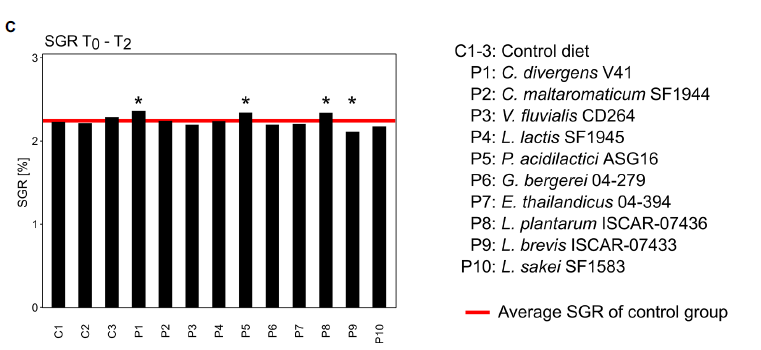 C
SGR T0 - T2
SGR [%]
3
2
1
0
* * * *
C1 C2 C3 P1 P2 P3 P4 P5 P6 P7 P8 P9 P10
C1-3: Control diet
P1: C. divergens V41
P2: C. maltaromaticum SF1944
P3: V. fluvialis CD264
P4: L. lactis SF1945
P5: P. acidilactici ASG16
P6: G. bergerei 04-279
P7: E. thailandicus 04-394
P8: L. plantarum ISCAR-07436
P9: L. brevis ISCAR-07433
P10: L. sakei SF1583
Average SGR of control group